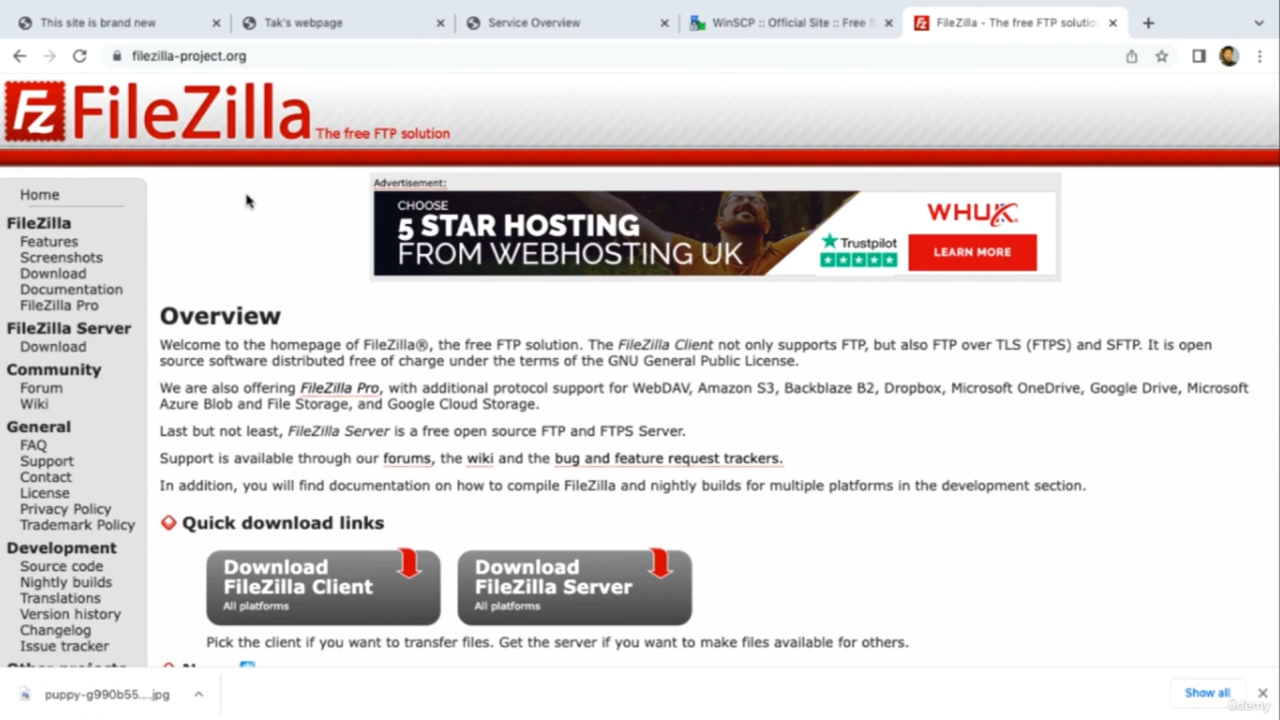 This site is brand new
Tak's webpage
Service Overview
WinSCP :: Official Site :: Free S
FileZilla - The free FTP solutio
filezilla-project.org
Fz
FileZilla The free FTP solution
Home
FileZilla
Features
Screenshots
Download
Documentation
FileZilla Pro
FileZilla Server
Download
Community
Forum
Wiki
General
FAQ
Support
Contact
License
Privacy Policy
Trademark Policy
Development
Source code
Nightly builds
Translations
Version history
Changelog
Issue tracker
Other projects
Advertisement:
CHOOSE
5 STAR HOSTING
FROM WEBHOSTING UK
Trustpilot
WHUK
LEARN MORE
Overview
Welcome to the homepage of FileZilla®, the free FTP solution. The FileZilla Client not only supports FTP, but also FTP over TLS (FTPS) and SFTP. It is open
source software distributed free of charge under the terms of the GNU General Public License.
We are also offering FileZilla Pro, with additional protocol support for WebDAV, Amazon S3, Backblaze B2, Dropbox, Microsoft OneDrive, Google Drive, Microsoft
Azure Blob and File Storage, and Google Cloud Storage.
Last but not least, FileZilla Server is a free open source FTP and FTPS Server.
Support is available through our forums, the wiki and the bug and feature request trackers.
In addition, you will find documentation on how to compile FileZilla and nightly builds for multiple platforms in the development section.
Quick download links
Download
FileZilla Client
All platforms
Download
FileZilla Server
All platforms
Pick the client if you want to transfer files. Get the server if you want to make files available for others.
puppy-g990b55....jpg
Show all
ûdemy